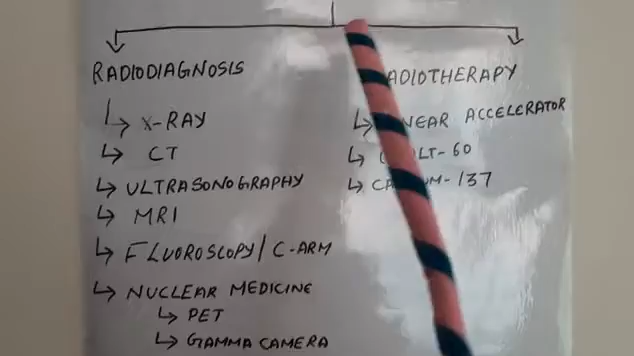 RADIODIAGNOSIS
X-RAY
CT
ULTRASONOGRAPHY
MRI
FLUOROSCOPY/C-ARM
NUCLEAR MEDICINE
PET
GAMMA CAMERA
ADIOTHERAPY
NEAR ACCELERATOR
LT-60
UM-137